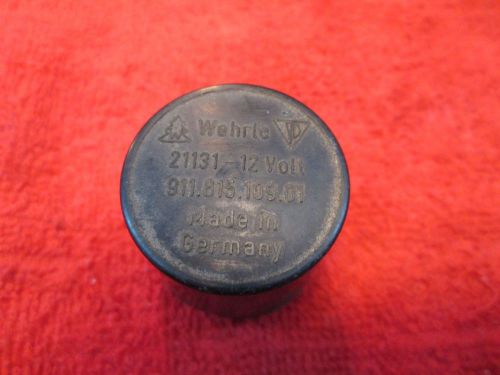 Wehrle
21131-12 Volt
911.615.109.01
Made in
Germany